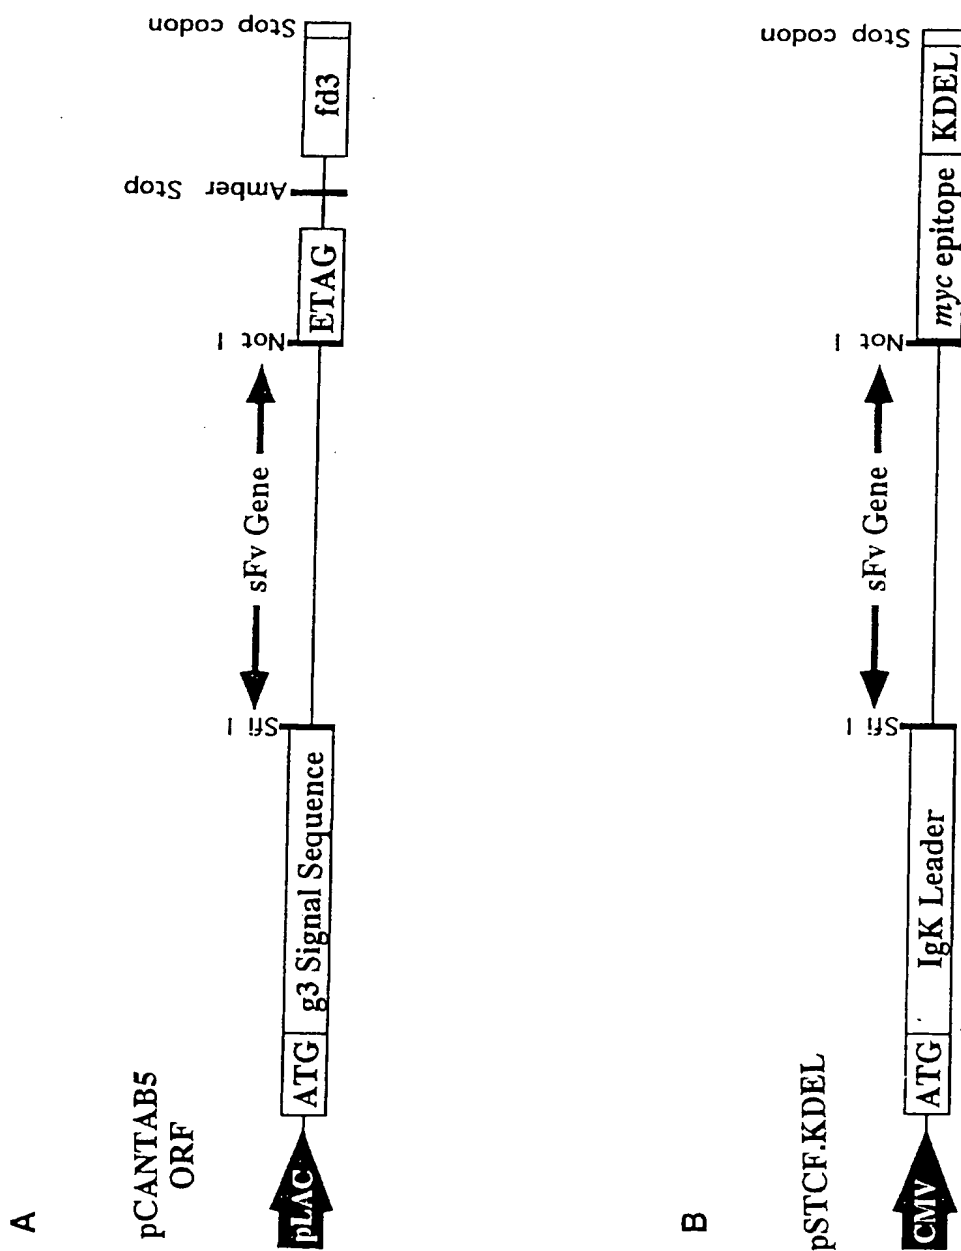 A
pCANTAB5
ORF
pLAC
ATG
g3 Signal Sequence
Sfi I
sFv Gene
Not I
ETAG
Amber Stop
fd3
Stop codon
B
pSTCF.KDEL
CMV
ATG
IgK Leader
Sfi I
sFv Gene
Not I
myc epitope
KDEL
Stop codon